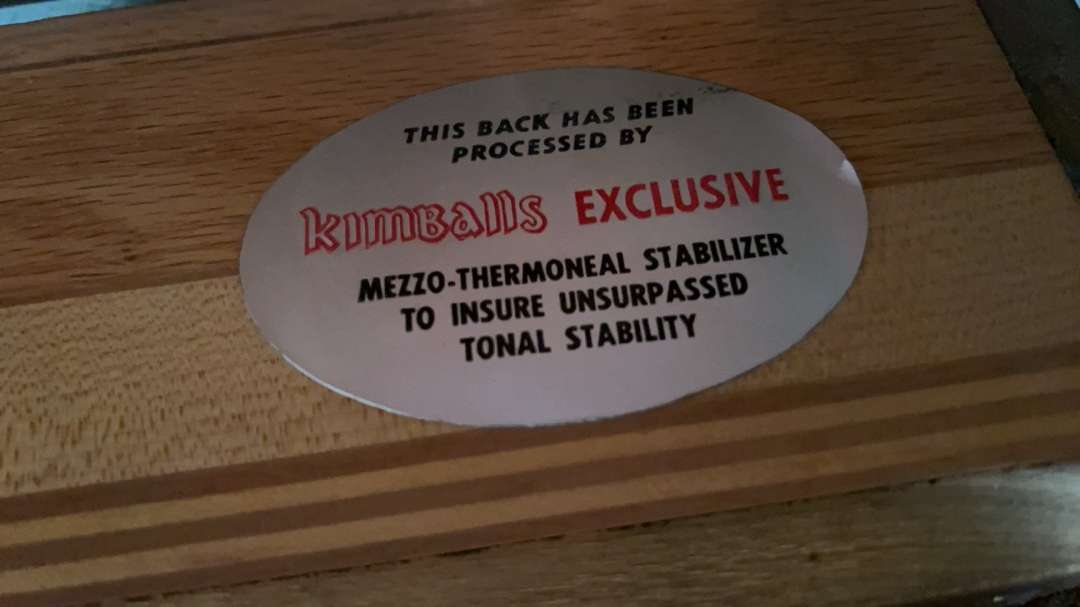 THIS BACK HAS BEEN
PROCESSED BY
kimballs EXCLUSIVE
MEZZO-THERMONEAL STABILIZER
TO INSURE UNSURPASSED
TONAL STABILITY